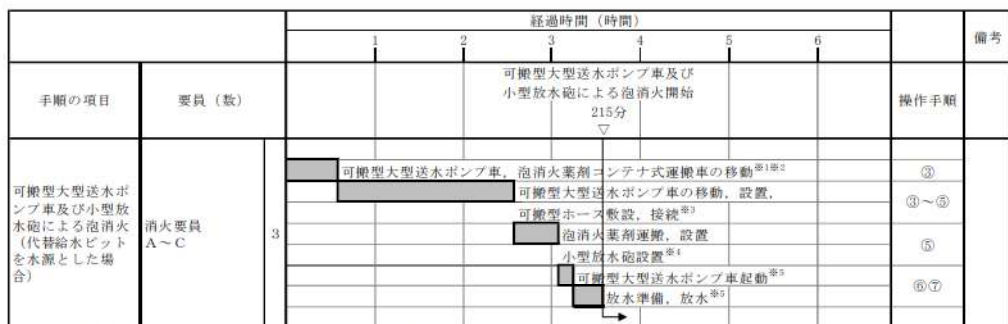 経過時間（時間）
備考
1 2 3 4 5 6
手順の項目
要員（数）
可搬型大型送水ポンプ車及び
小型放水砲による泡消火開始
215分
▽
操作手順
可搬型大型送水ポ
ンプ車及び小型放
水砲による泡消火
（代替給水ピット
を水源とした場
合）
消火要員
A～C
3
可搬型大型送水ポンプ車，泡消火薬剤コンテナ式運搬車の移動※1※2
③
可搬型大型送水ポンプ車の移動，設置，
可搬型ホース敷設，接続※3
③～⑤
泡消火薬剤運搬，設置
小型放水砲設置※4
⑤
可搬型大型送水ポンプ車起動※5
放水準備，放水※5
⑥⑦